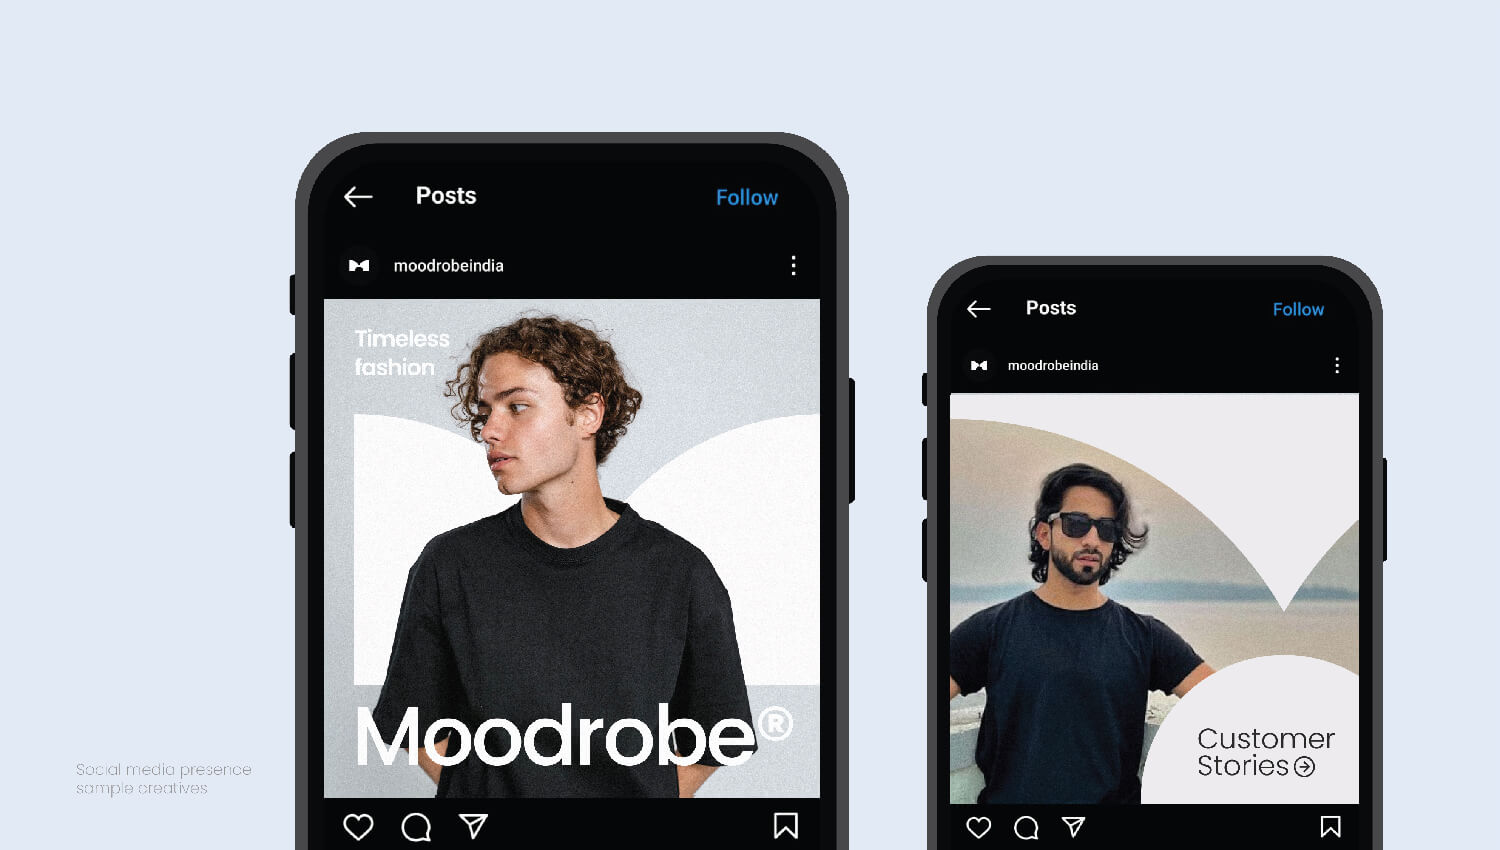 Posts
Follow
moodrobeindia
Timeless
fashion
Moodrobe®
Posts
Follow
moodrobeindia
Customer
Stories
Social media presence
sample creatives